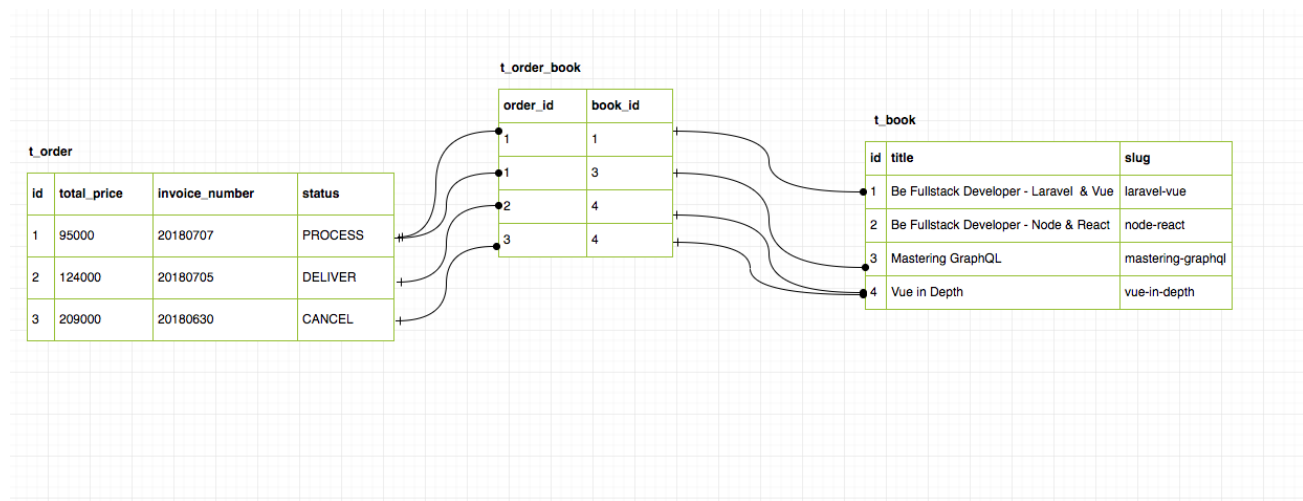 t_order_book
order_id book_id
1 1
1 3
2 4
3 4
t_order
id total_price invoice_number status
1 95000 20180707 PROCESS
2 124000 20180705 DELIVER
3 209000 20180630 CANCEL
t_book
id title slug
1 Be Fullstack Developer - Laravel & Vue laravel-vue
2 Be Fullstack Developer - Node & React node-react
3 Mastering GraphQL mastering-graphql
4 Vue in Depth vue-in-depth